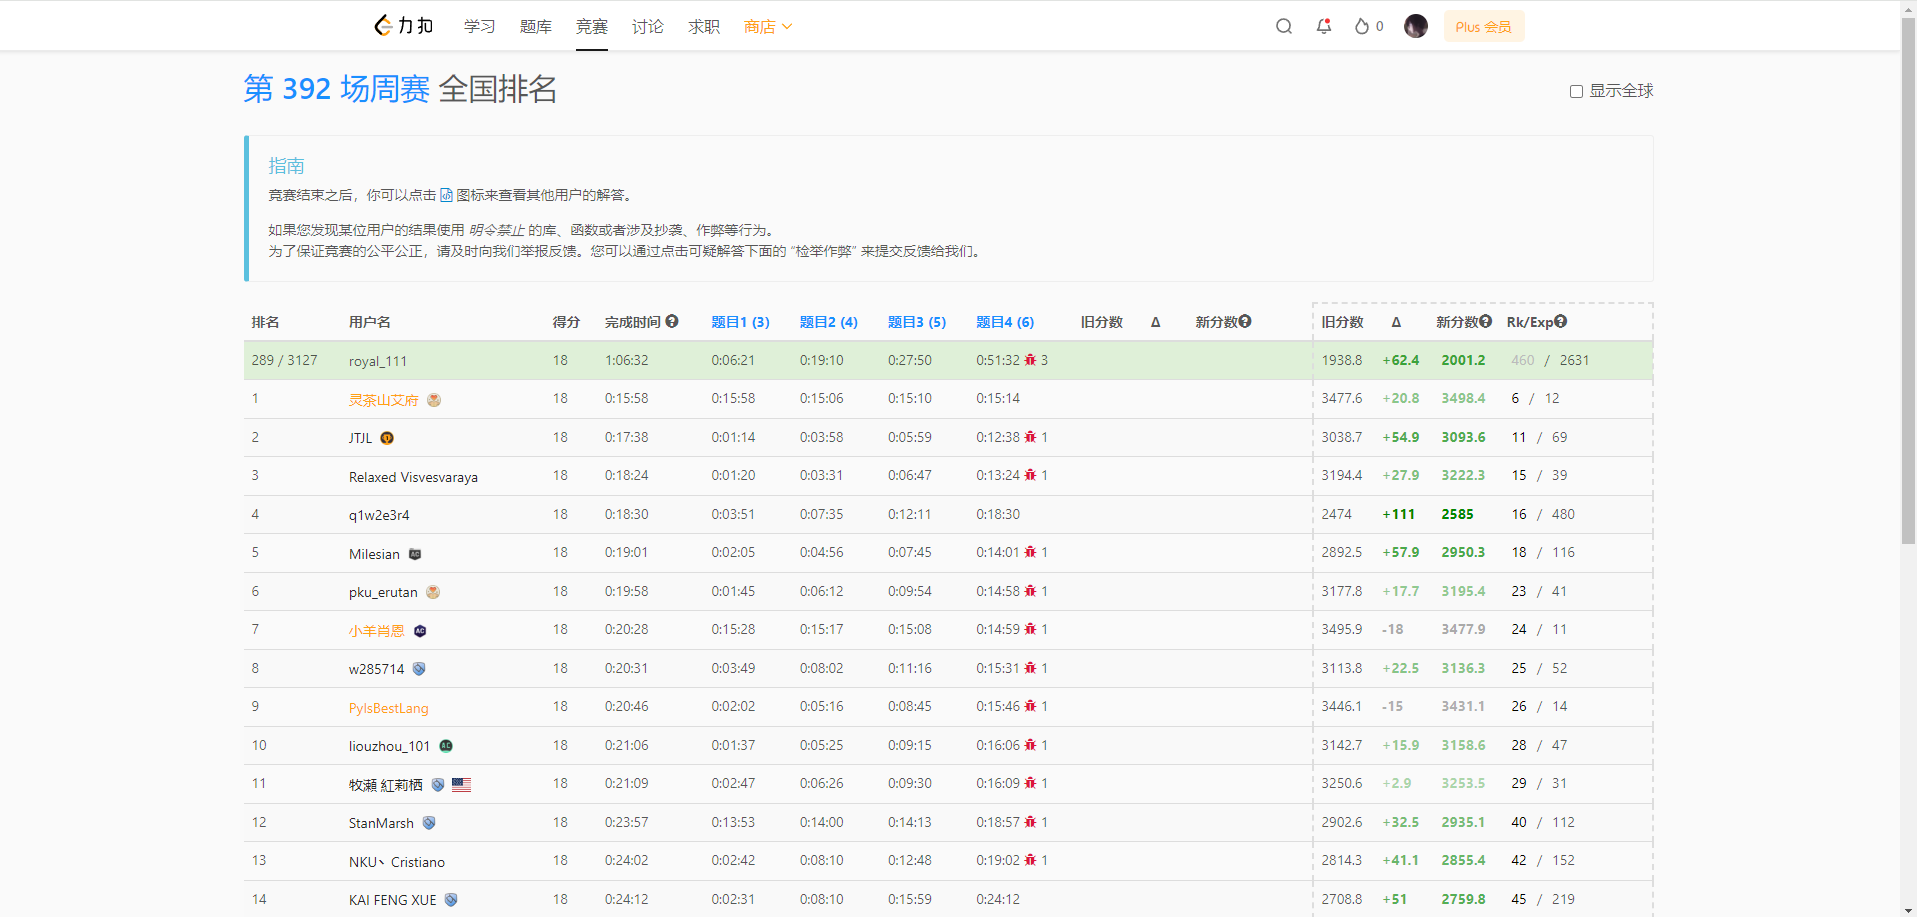 力扣 学习 题库 竞赛 讨论 求职 商店 0 Plus 会员
第 392 场周赛 全国排名 显示全球
指南
竞赛结束之后，你可以点击 图标来查看其他用户的解答。
如果您发现某位用户的结果使用 明令禁止 的库、函数或者涉及抄袭、作弊等行为。
为了保证竞赛的公平公正，请及时向我们举报反馈。您可以通过点击可疑解答下面的 “检举作弊” 来提交反馈给我们。
排名 用户名 得分 完成时间 题目1 (3) 题目2 (4) 题目3 (5) 题目4 (6) 旧分数 Δ 新分数 旧分数 Δ 新分数 Rk/Exp
289 / 3127 royal_111 18 1:06:32 0:06:21 0:19:10 0:27:50 0:51:32 3 1938.8 +62.4 2001.2 460 / 2631
1 灵茶山艾府 18 0:15:58 0:15:58 0:15:06 0:15:10 0:15:14 3477.6 +20.8 3498.4 6 / 12
2 JTJL 18 0:17:38 0:01:14 0:03:58 0:05:59 0:12:38 1 3038.7 +54.9 3093.6 11 / 69
3 Relaxed Visvesvaraya 18 0:18:24 0:01:20 0:03:31 0:06:47 0:13:24 1 3194.4 +27.9 3222.3 15 / 39
4 q1w2e3r4 18 0:18:30 0:03:51 0:07:35 0:12:11 0:18:30 2474 +111 2585 16 / 480
5 Milesian 18 0:19:01 0:02:05 0:04:56 0:07:45 0:14:01 1 2892.5 +57.9 2950.3 18 / 116
6 pku_erutan 18 0:19:58 0:01:45 0:06:12 0:09:54 0:14:58 1 3177.8 +17.7 3195.4 23 / 41
7 小羊肖恩 18 0:20:28 0:15:28 0:15:17 0:15:08 0:14:59 1 3495.9 -18 3477.9 24 / 11
8 w285714 18 0:20:31 0:03:49 0:08:02 0:11:16 0:15:31 1 3113.8 +22.5 3136.3 25 / 52
9 PyIsBestLang 18 0:20:46 0:02:02 0:05:16 0:08:45 0:15:46 1 3446.1 -15 3431.1 26 / 14
10 liouzhou_101 18 0:21:06 0:01:37 0:05:25 0:09:15 0:16:06 1 3142.7 +15.9 3158.6 28 / 47
11 牧瀬 紅莉栖 18 0:21:09 0:02:47 0:06:26 0:09:30 0:16:09 1 3250.6 +2.9 3253.5 29 / 31
12 StanMarsh 18 0:23:57 0:13:53 0:14:00 0:14:13 0:18:57 1 2902.6 +32.5 2935.1 40 / 112
13 NKU丶Cristiano 18 0:24:02 0:02:42 0:08:10 0:12:48 0:19:02 1 2814.3 +41.1 2855.4 42 / 152
14 KAI FENG XUE 18 0:24:12 0:02:31 0:08:10 0:15:59 0:24:12 2708.8 +51 2759.8 45 / 219